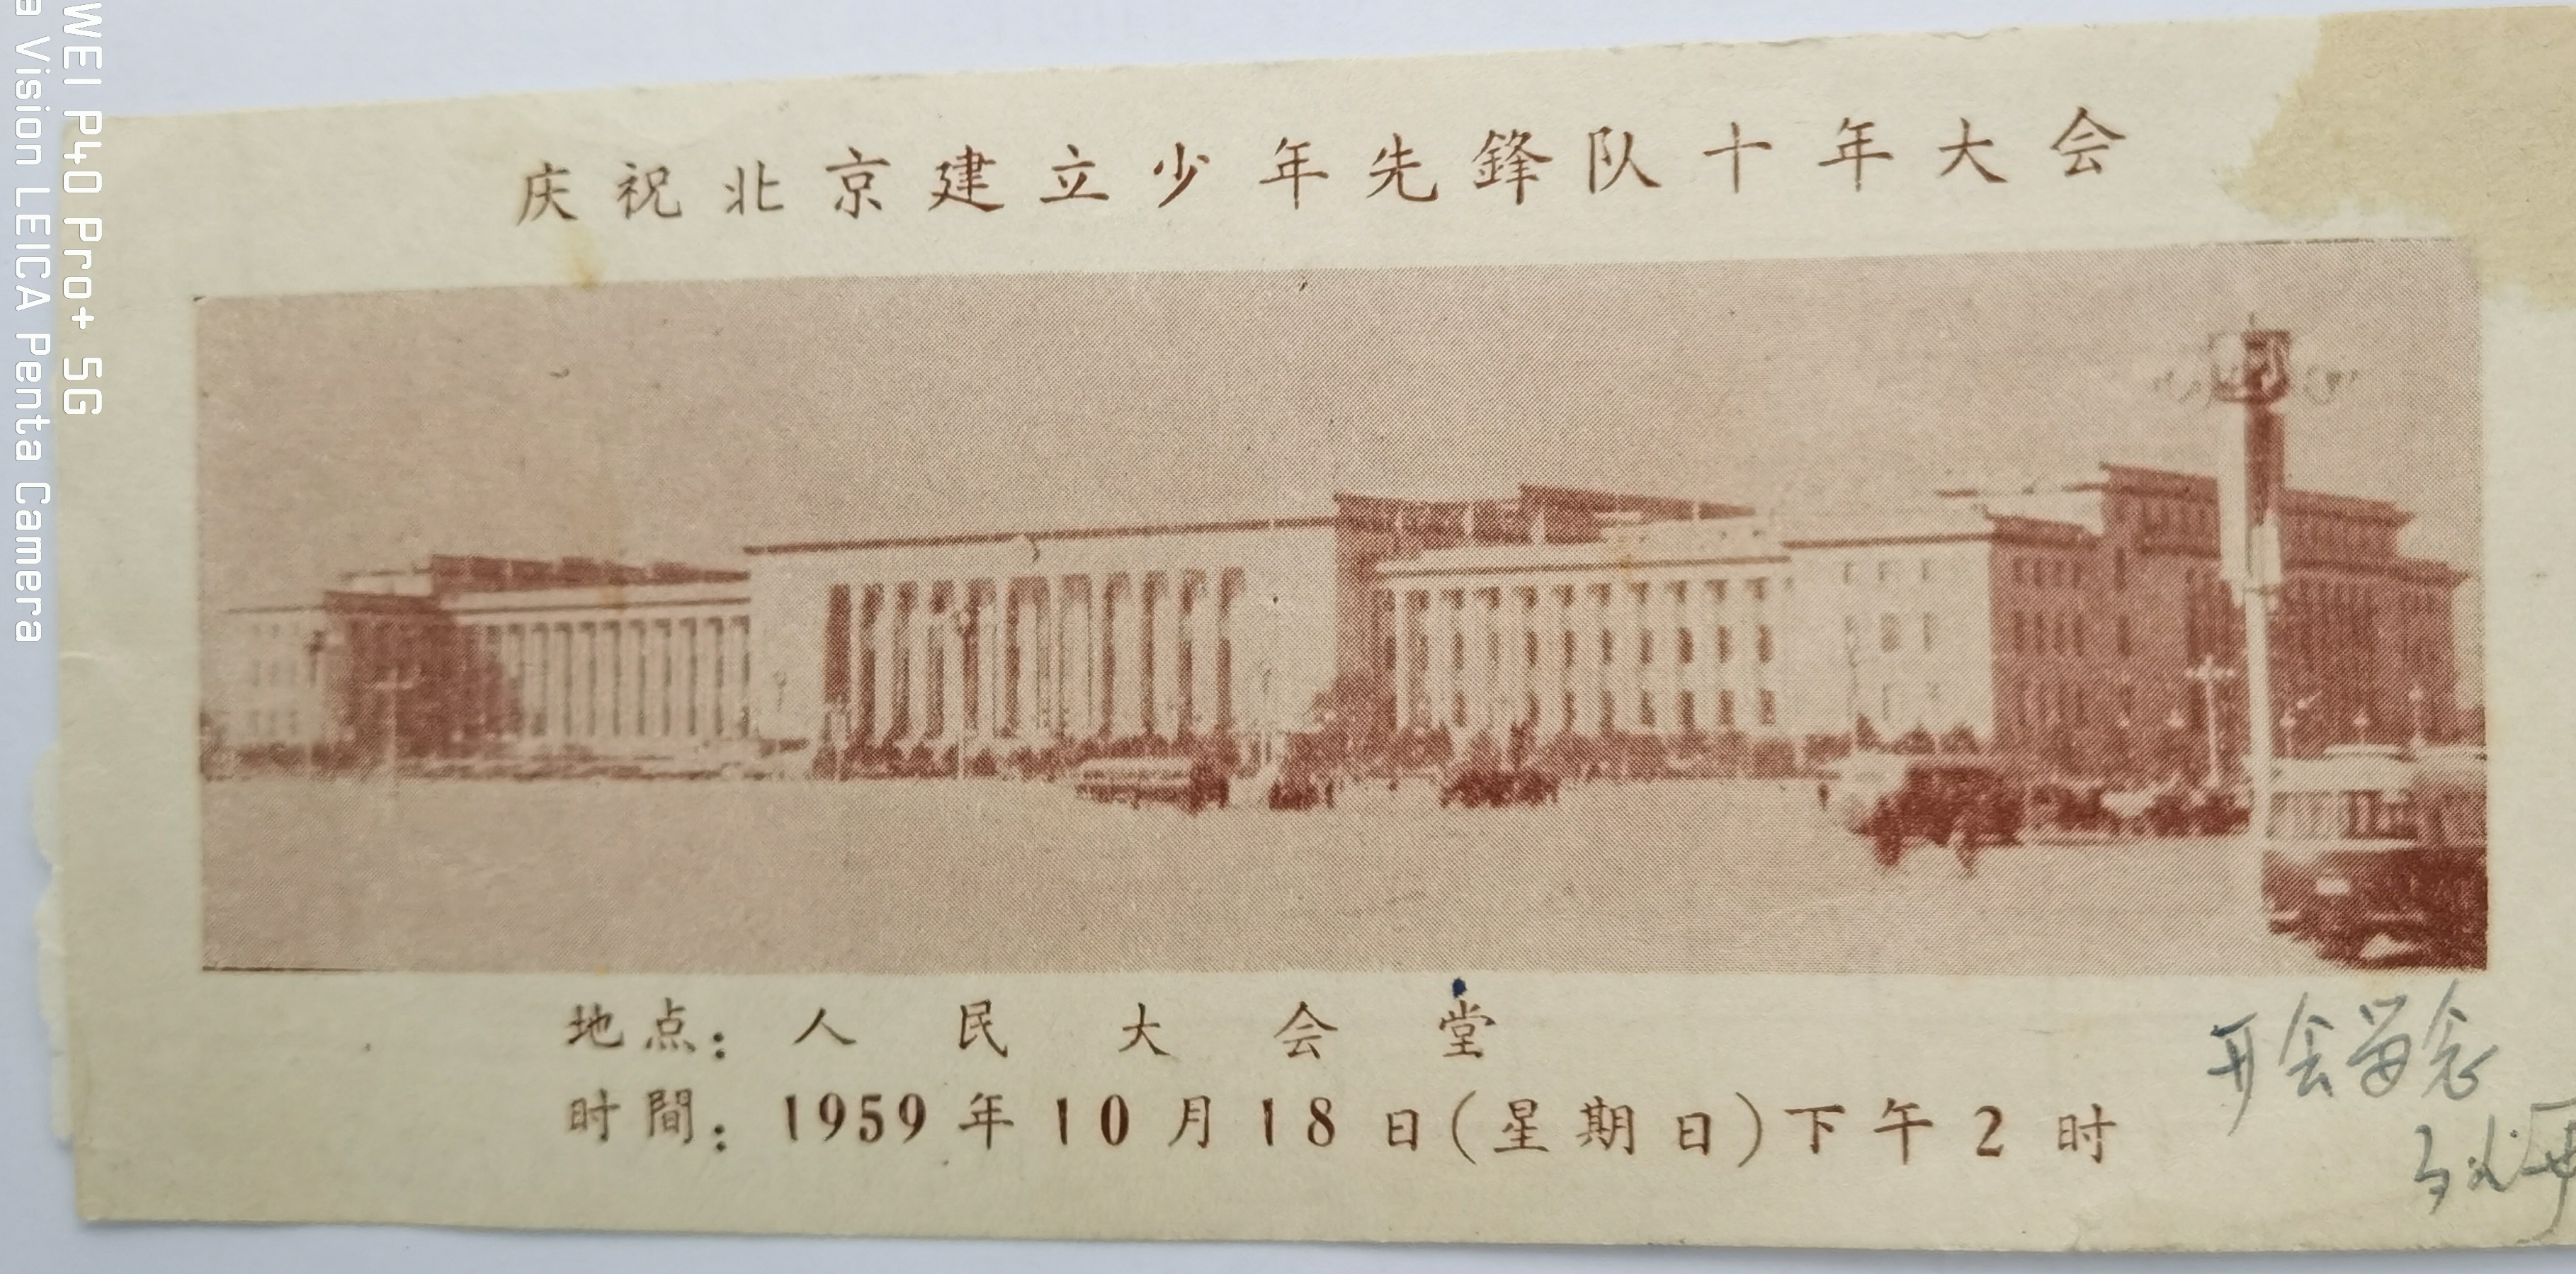 庆祝北京建立少年先鋒队十年大会
地点：人民大会堂
时間：1959年10月18日(星期日)下午2时
开会留念
WEI P40 Pro+ 5G
a Vision LEICA Penta Camera